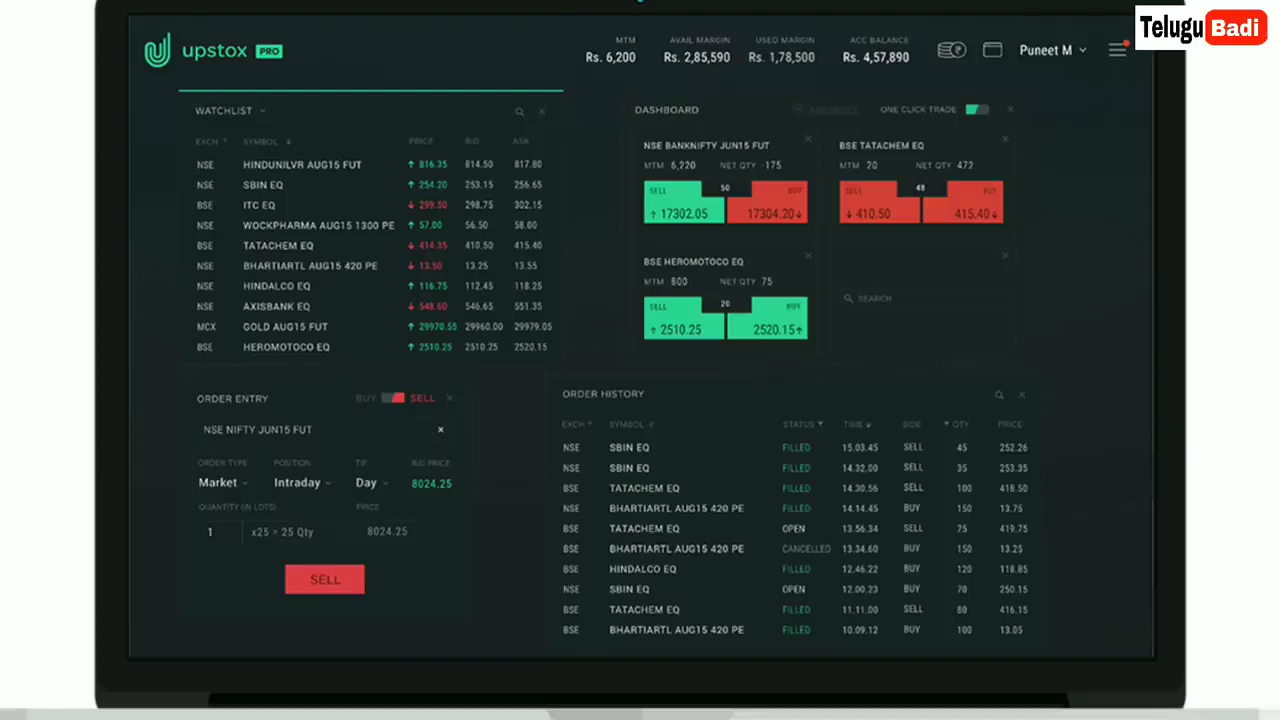 Telugu Badi
upstox PRO
MTM AVAIL MARGIN USED MARGIN ACC BALANCE
Rs. 6,200 Rs. 2,85,590 Rs. 1,78,500 Rs. 4,57,890 Puneet M
WATCHLIST
EXCH SYMBOL PRICE BID ASK
NSE HINDUNILVR AUG15 FUT ↑ 816.35 814.50 817.80
NSE SBIN EQ ↑ 254.20 253.15 256.65
BSE ITC EQ ↓ 299.50 298.75 302.15
NSE WOCKPHARMA AUG15 1300 PE ↑ 57.00 56.50 58.00
BSE TATACHEM EQ ↓ 414.35 410.50 415.40
NSE BHARTIARTL AUG15 420 PE ↓ 13.50 13.25 13.55
NSE HINDALCO EQ ↑ 116.75 112.45 118.25
NSE AXISBANK EQ ↓ 548.60 546.65 551.35
MCX GOLD AUG15 FUT ↑ 29970.55 29960.00 29979.05
BSE HEROMOTOCO EQ ↑ 2510.25 2510.25 2520.15
DASHBOARD ONE CLICK TRADE
NSE BANKNIFTY JUN15 FUT
MTM 6,220 NET QTY -175
SELL 50 BUY
↑ 17302.05 17304.20↓
BSE TATACHEM EQ
MTM 20 NET QTY 472
SELL 48 BUY
↓ 410.50 415.40↓
BSE HEROMOTOCO EQ
MTM 800 NET QTY 75
SELL 20 BUY
↑ 2510.25 2520.15↑
SEARCH
ORDER ENTRY BUY SELL
NSE NIFTY JUN15 FUT
ORDER TYPE POSITION TIF BID PRICE
Market Intraday Day 8024.25
QUANTITY (IN LOTS) PRICE
1 x25 = 25 Qty 8024.25
SELL
ORDER HISTORY
EXCH SYMBOL STATUS TIME SIDE QTY PRICE
NSE SBIN EQ FILLED 15.03.45 SELL 45 252.26
NSE SBIN EQ FILLED 14.32.00 SELL 35 253.35
BSE TATACHEM EQ FILLED 14.30.56 SELL 100 418.50
NSE BHARTIARTL AUG15 420 PE FILLED 14.14.45 BUY 150 13.75
BSE TATACHEM EQ OPEN 13.56.34 SELL 75 419.75
BSE BHARTIARTL AUG15 420 PE CANCELLED 13.34.60 BUY 150 13.25
BSE HINDALCO EQ FILLED 12.46.22 BUY 120 118.85
NSE SBIN EQ OPEN 12.00.23 BUY 70 250.15
BSE TATACHEM EQ FILLED 11.11.00 SELL 80 416.15
BSE BHARTIARTL AUG15 420 PE FILLED 10.09.12 BUY 100 13.05